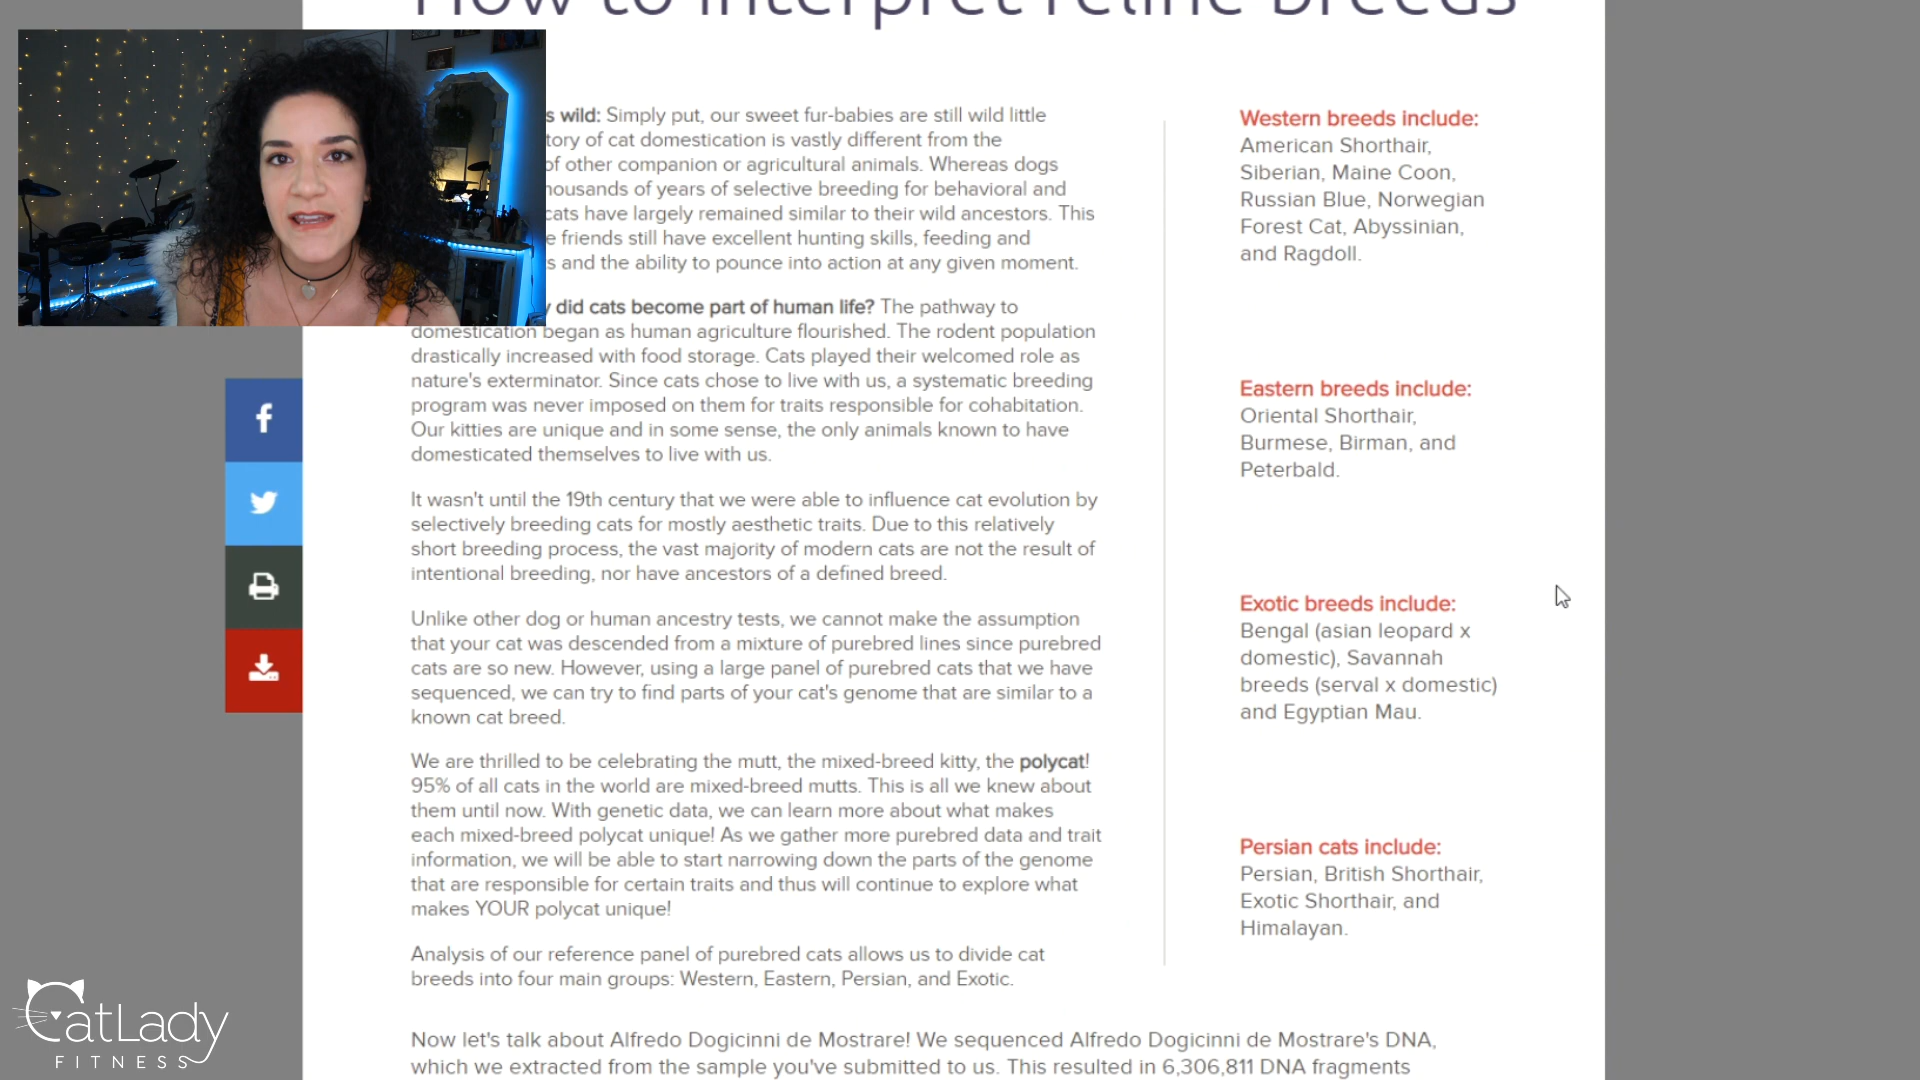 How to interpret feline breeds
s wild: Simply put, our sweet fur-babies are still wild little
tory of cat domestication is vastly different from the
of other companion or agricultural animals. Whereas dogs
housands of years of selective breeding for behavioral and
cats have largely remained similar to their wild ancestors. This
e friends still have excellent hunting skills, feeding and
s and the ability to pounce into action at any given moment.
y did cats become part of human life? The pathway to
domestication began as human agriculture flourished. The rodent population
drastically increased with food storage. Cats played their welcomed role as
nature's exterminator. Since cats chose to live with us, a systematic breeding
program was never imposed on them for traits responsible for cohabitation.
Our kitties are unique and in some sense, the only animals known to have
domesticated themselves to live with us.
It wasn't until the 19th century that we were able to influence cat evolution by
selectively breeding cats for mostly aesthetic traits. Due to this relatively
short breeding process, the vast majority of modern cats are not the result of
intentional breeding, nor have ancestors of a defined breed.
Unlike other dog or human ancestry tests, we cannot make the assumption
that your cat was descended from a mixture of purebred lines since purebred
cats are so new. However, using a large panel of purebred cats that we have
sequenced, we can try to find parts of your cat's genome that are similar to a
known cat breed.
We are thrilled to be celebrating the mutt, the mixed-breed kitty, the polycat!
95% of all cats in the world are mixed-breed mutts. This is all we knew about
them until now. With genetic data, we can learn more about what makes
each mixed-breed polycat unique! As we gather more purebred data and trait
information, we will be able to start narrowing down the parts of the genome
that are responsible for certain traits and thus will continue to explore what
makes YOUR polycat unique!
Analysis of our reference panel of purebred cats allows us to divide cat
breeds into four main groups: Western, Eastern, Persian, and Exotic.
Western breeds include:
American Shorthair,
Siberian, Maine Coon,
Russian Blue, Norwegian
Forest Cat, Abyssinian,
and Ragdoll.
Eastern breeds include:
Oriental Shorthair,
Burmese, Birman, and
Peterbald.
Exotic breeds include:
Bengal (asian leopard x
domestic), Savannah
breeds (serval x domestic)
and Egyptian Mau.
Persian cats include:
Persian, British Shorthair,
Exotic Shorthair, and
Himalayan.
Now let's talk about Alfredo Dogicinni de Mostrare! We sequenced Alfredo Dogicinni de Mostrare's DNA,
which we extracted from the sample you've submitted to us. This resulted in 6,306,811 DNA fragments
CatLady
FITNESS